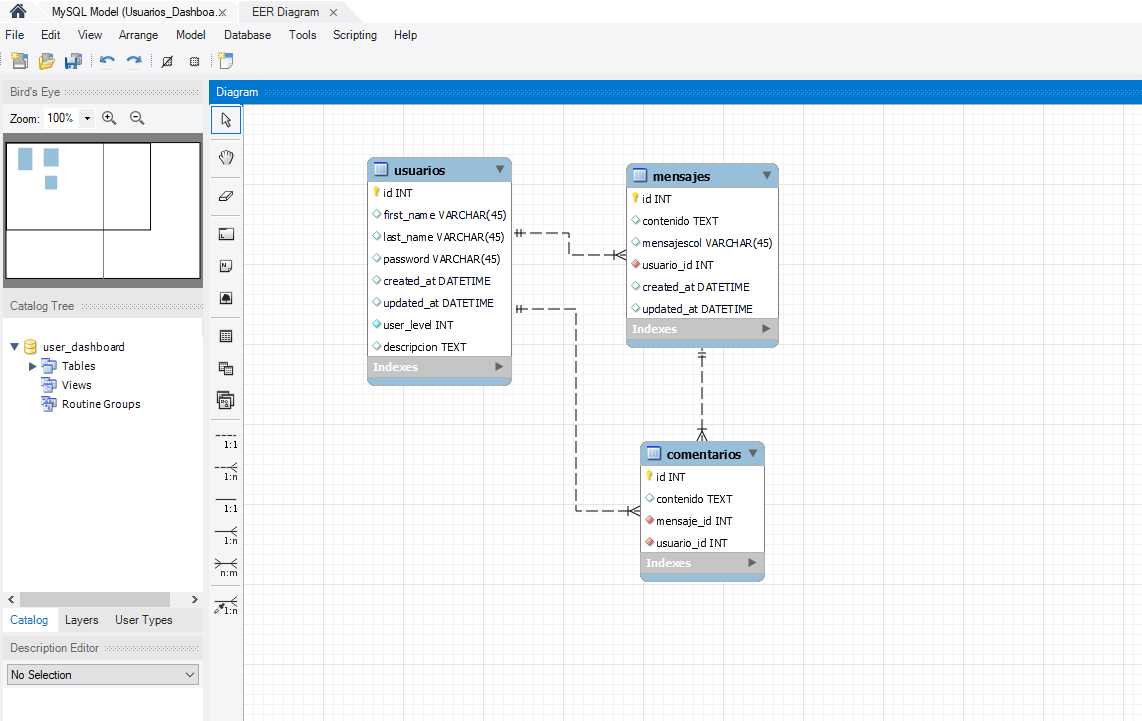 MySQL Model (Usuarios_Dashboa... ×
EER Diagram ×
File Edit View Arrange Model Database Tools Scripting Help
Bird's Eye
Zoom: 100%
Catalog Tree
user_dashboard
Tables
Views
Routine Groups
Catalog Layers User Types
Description Editor
No Selection
Diagram
1:1
1:n
1:1
1:n
n:m
1:n
usuarios
id INT
first_name VARCHAR(45)
last_name VARCHAR(45)
password VARCHAR(45)
created_at DATETIME
updated_at DATETIME
user_level INT
descripcion TEXT
Indexes
mensajes
id INT
contenido TEXT
mensajescol VARCHAR(45)
usuario_id INT
created_at DATETIME
updated_at DATETIME
Indexes
comentarios
id INT
contenido TEXT
mensaje_id INT
usuario_id INT
Indexes